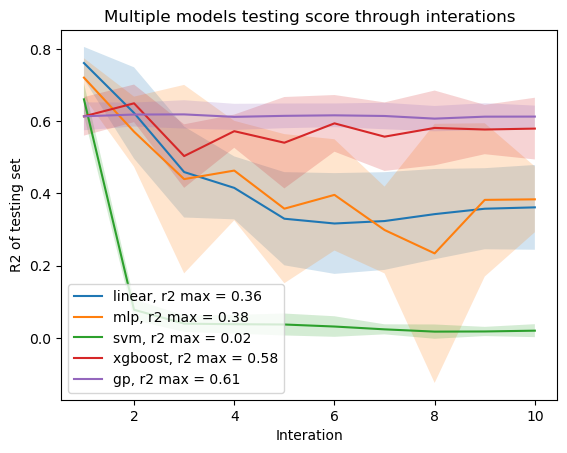 Multiple models testing score through interations
R2 of testing set
0.8
0.6
0.4
0.2
0.0
linear, r2 max = 0.36
mlp, r2 max = 0.38
svm, r2 max = 0.02
xgboost, r2 max = 0.58
gp, r2 max = 0.61
2 4 6 8 10
Interation